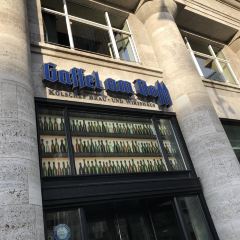 Gaffel am Dom
KÖLSCHES BRAU- UND WIRTSHAUS